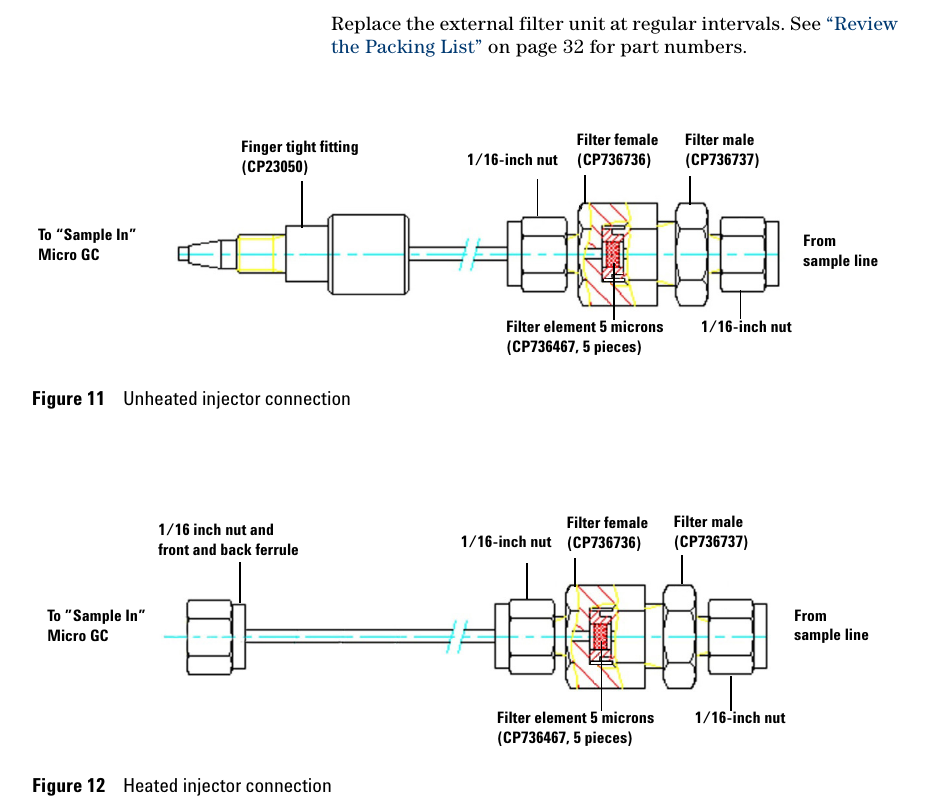 Replace the external filter unit at regular intervals. See “Review
the Packing List” on page 32 for part numbers.
Finger tight fitting
(CP23050)
1/16-inch nut
Filter female
(CP736736)
Filter male
(CP736737)
To “Sample In”
Micro GC
From
sample line
Filter element 5 microns
(CP736467, 5 pieces)
1/16-inch nut
Figure 11 Unheated injector connection
1/16 inch nut and
front and back ferrule
1/16-inch nut
Filter female
(CP736736)
Filter male
(CP736737)
To “Sample In”
Micro GC
From
sample line
Filter element 5 microns
(CP736467, 5 pieces)
1/16-inch nut
Figure 12 Heated injector connection